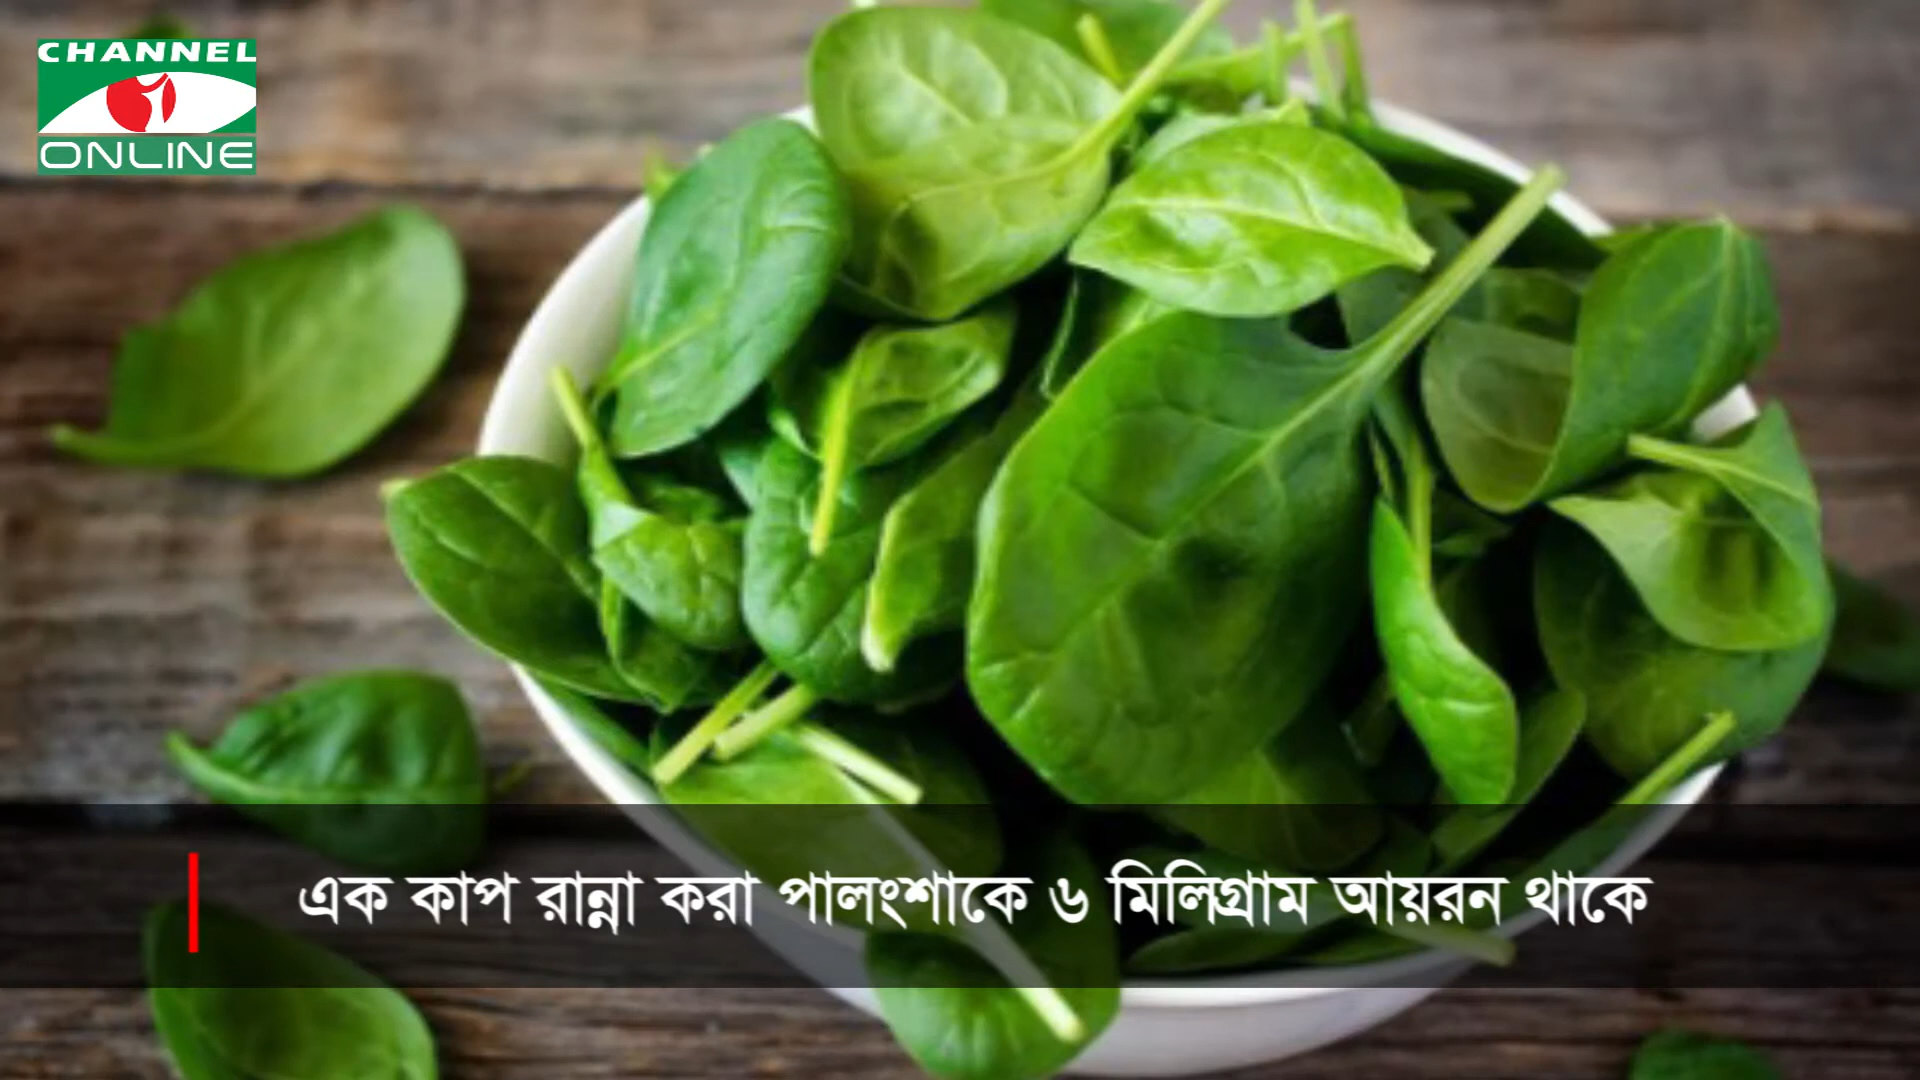 CHANNEL
ONLINE
এক কাপ রান্না করা পালংশাকে ৬ মিলিগ্রাম আয়রন থাকে